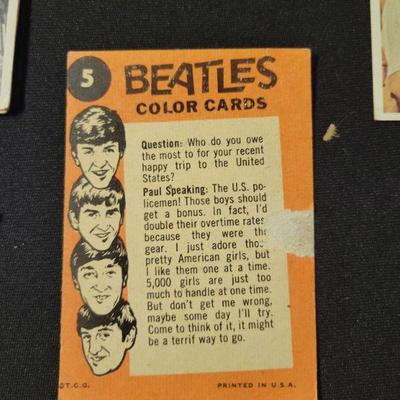 5
BEATLES
COLOR CARDS
Question: Who do you owe
the most to for your recent
happy trip to the United
States?
Paul Speaking: The U.S. po-
licemen! Those boys should
get a bonus. In fact, I'd
double their overtime rates
because they were the
gear. I just adore thos
pretty American girls, but
I like them one at a time.
5,000 girls are just too
much to handle at one time.
But don't get me wrong,
maybe some day I'll try.
Come to think of it, it might
be a terrif way to go.
©T.C.G. PRINTED IN U.S.A.